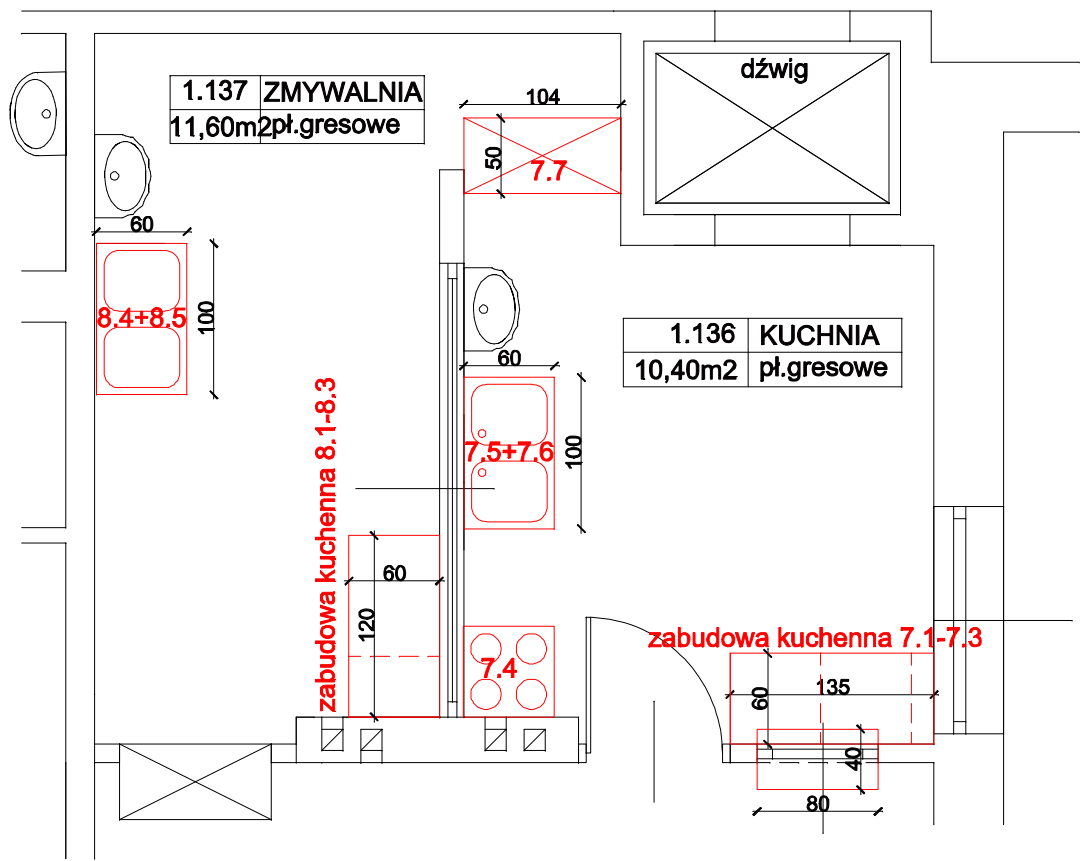 dźwig
1.137 ZMYWALNIA
11,60m2 pł.gresowe
104
50
7.7
60
8.4+8.5
100
1.136 KUCHNIA
10,40m2 pł.gresowe
60
7.5+7.6
100
zabudowa kuchenna 8.1-8.3
60
120
7.4
zabudowa kuchenna 7.1-7.3
60
135
40
80